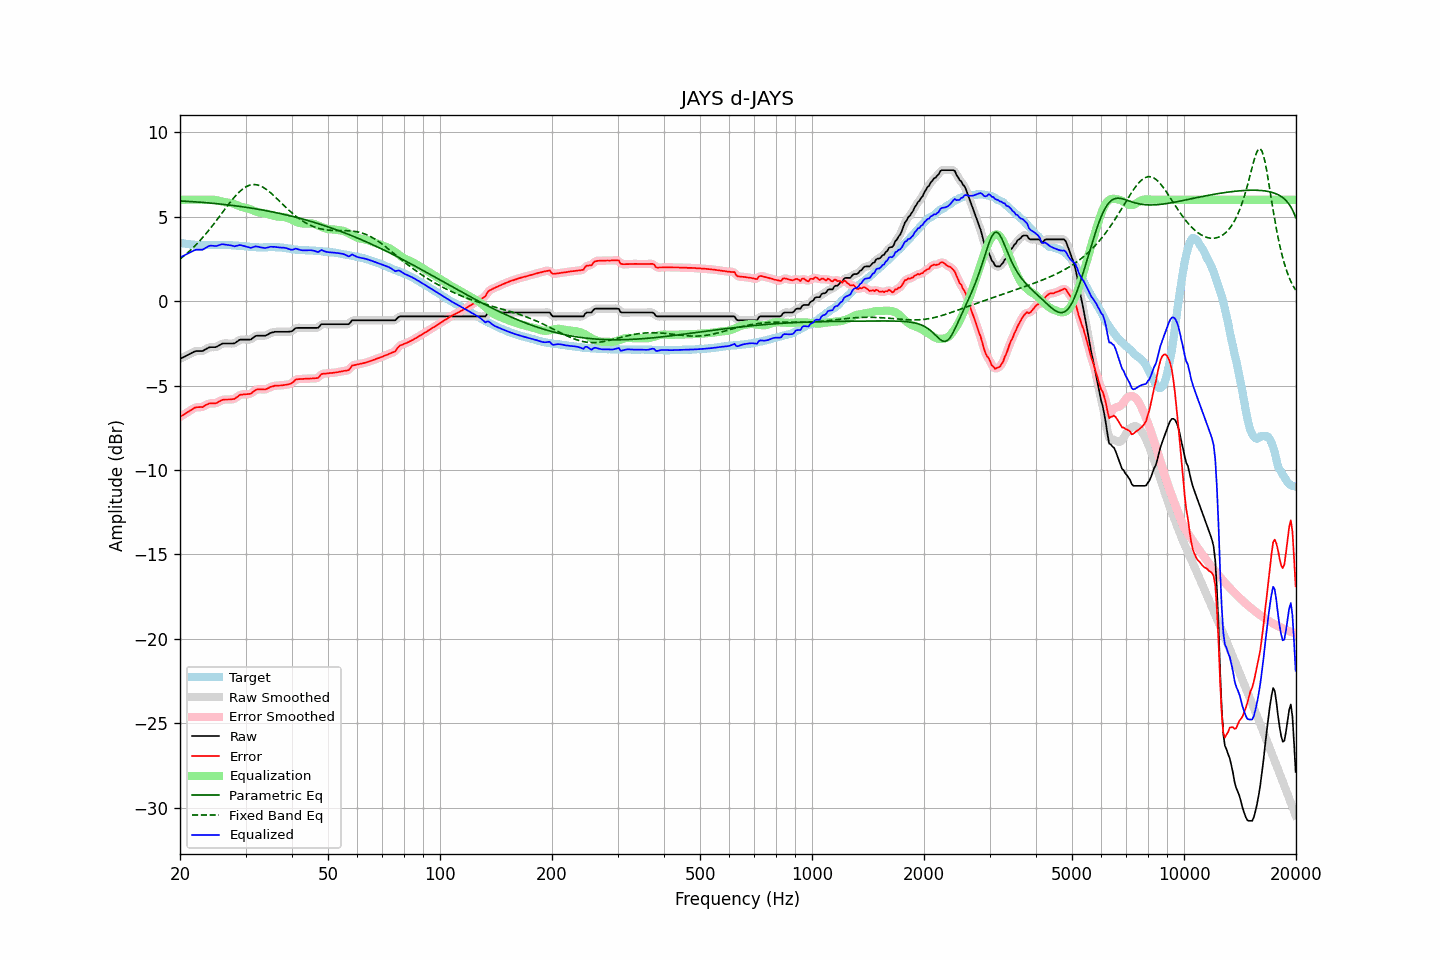 JAYS d-JAYS
10
5
0
−5
−10
−15
−20
−25
−30
Amplitude (dBr)
Target
Raw Smoothed
Error Smoothed
Raw
Error
Equalization
Parametric Eq
Fixed Band Eq
Equalized
20 50 100 200 500 1000 2000 5000 10000 20000
Frequency (Hz)